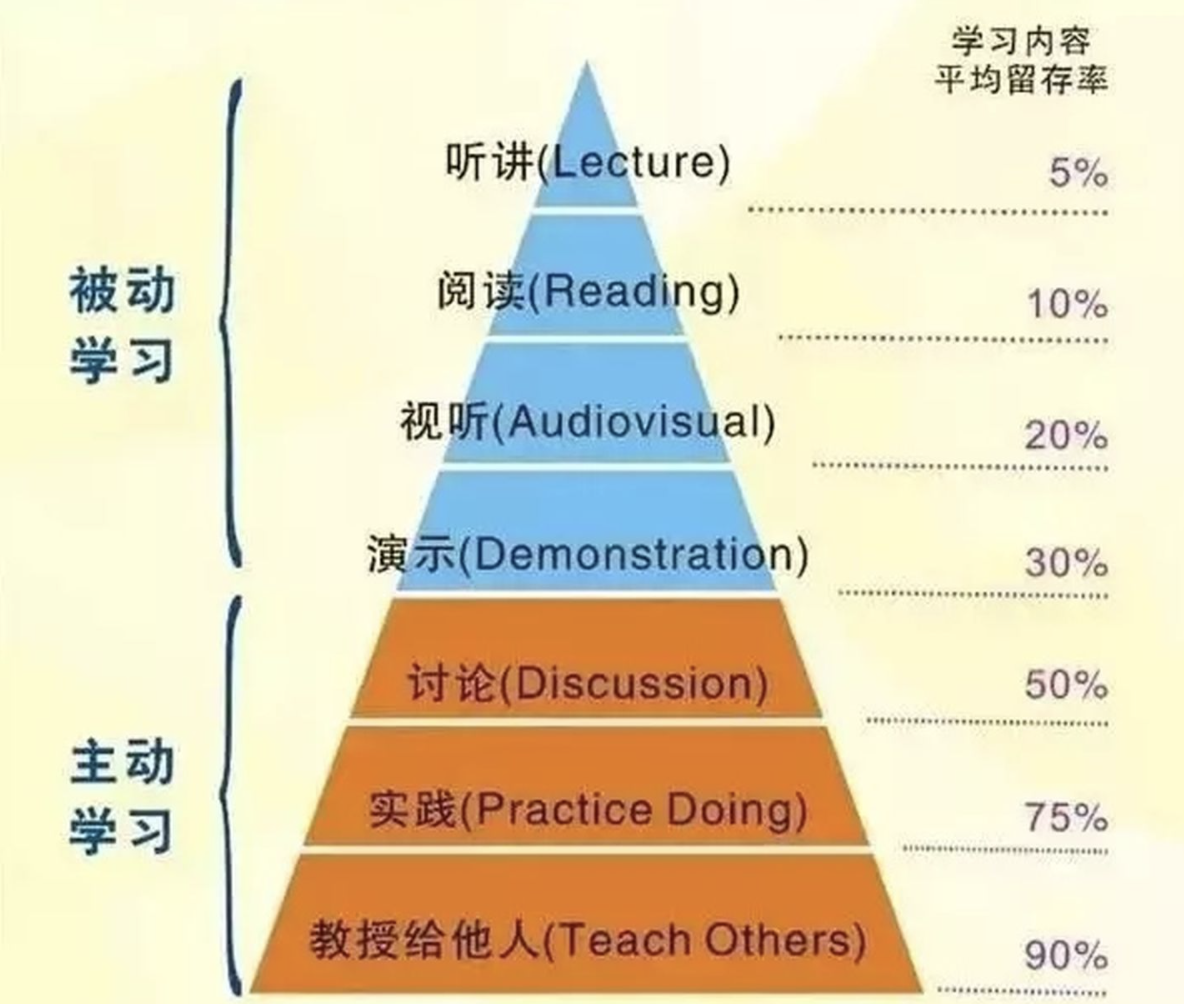 学习内容
平均留存率
听讲(Lecture)
5%
阅读(Reading)
10%
被动
学习
视听(Audiovisual)
20%
演示(Demonstration)
30%
讨论(Discussion)
50%
主动
学习
实践(Practice Doing)
75%
教授给他人(Teach Others)
90%